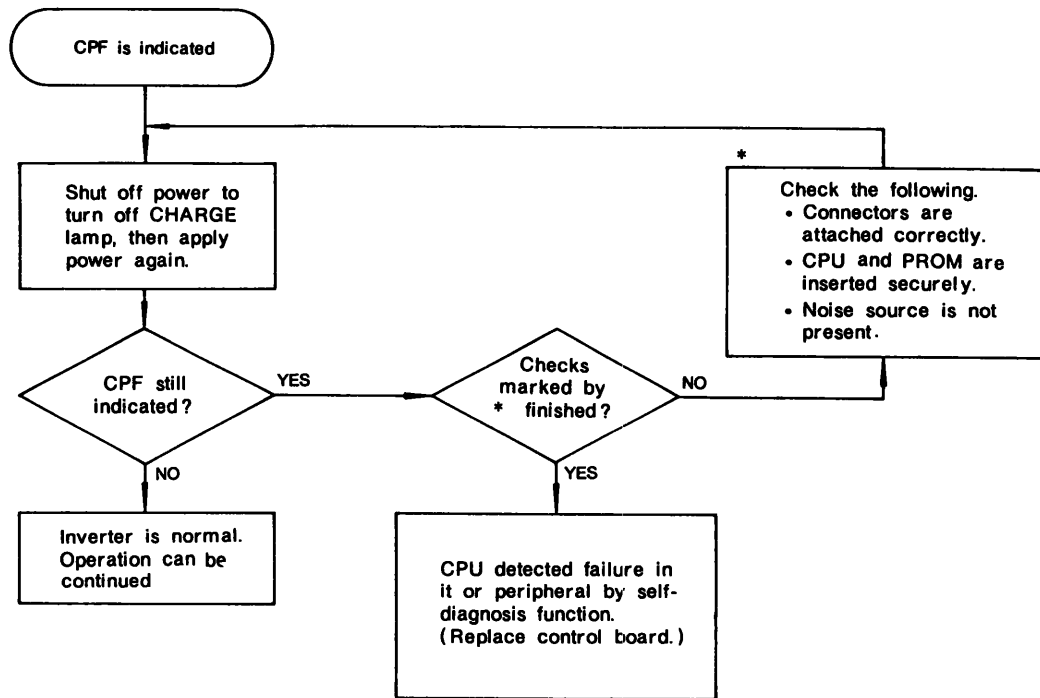 CPF is indicated
Shut off power to
turn off CHARGE
lamp, then apply
power again.
*
Check the following.
• Connectors are
attached correctly.
• CPU and PROM are
inserted securely.
• Noise source is not
present.
CPF still
indicated?
YES
NO
Checks
marked by
* finished?
NO
YES
Inverter is normal.
Operation can be
continued
CPU detected failure in
it or peripheral by self-
diagnosis function.
(Replace control board.)